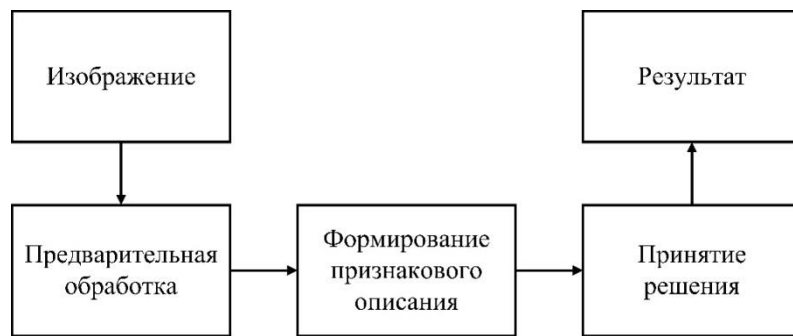 Изображение
Результат
Предварительная
обработка
Формирование
признакового
описания
Принятие
решения